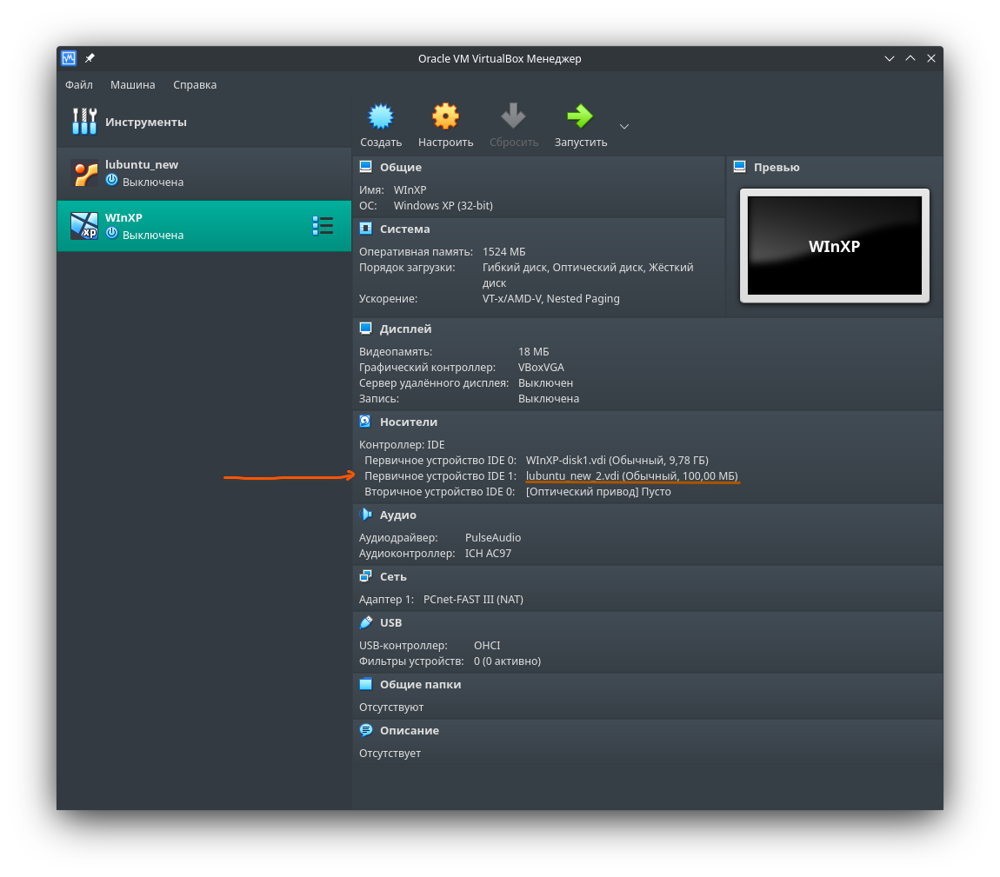 Oracle VM VirtualBox Менеджер
Файл Машина Справка
Инструменты
lubuntu_new
Выключена
WInXP
Выключена
xp
Создать Настроить Сбросить Запустить
Общие
Имя: WInXP
ОС: Windows XP (32-bit)
Превью
WInXP
Система
Оперативная память: 1524 МБ
Порядок загрузки: Гибкий диск, Оптический диск, Жёсткий
диск
Ускорение: VT-x/AMD-V, Nested Paging
Дисплей
Видеопамять: 18 МБ
Графический контроллер: VBoxVGA
Сервер удалённого дисплея: Выключен
Запись: Выключена
Носители
Контроллер: IDE
Первичное устройство IDE 0: WInXP-disk1.vdi (Обычный, 9,78 ГБ)
Первичное устройство IDE 1: lubuntu_new_2.vdi (Обычный, 100,00 МБ)
Вторичное устройство IDE 0: [Оптический привод] Пусто
Аудио
Аудиодрайвер: PulseAudio
Аудиоконтроллер: ICH AC97
Сеть
Адаптер 1: PCnet-FAST III (NAT)
USB
USB-контроллер: OHCI
Фильтры устройств: 0 (0 активно)
Общие папки
Отсутствуют
Описание
Отсутствует